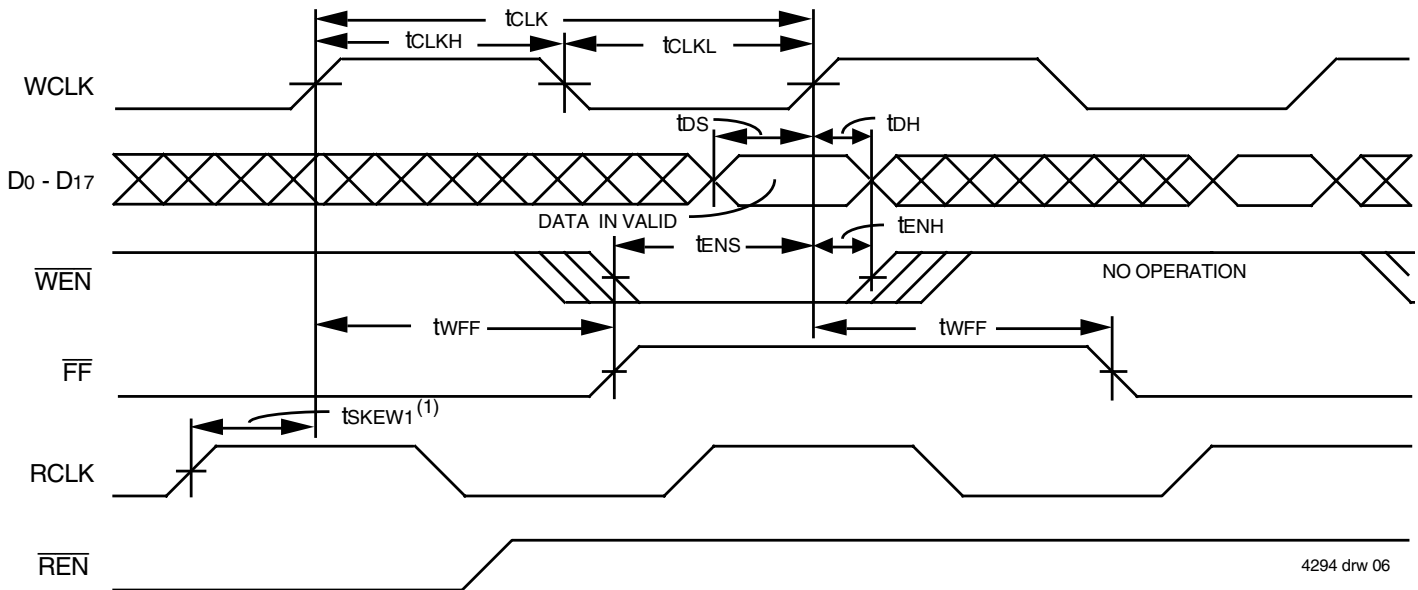 tCLK
tCLKH
tCLKL
WCLK
tDS
tDH
D0 - D17
DATA IN VALID
tENS
tENH
WEN
NO OPERATION
tWFF
tWFF
FF
tSKEW1(1)
RCLK
REN
4294 drw 06